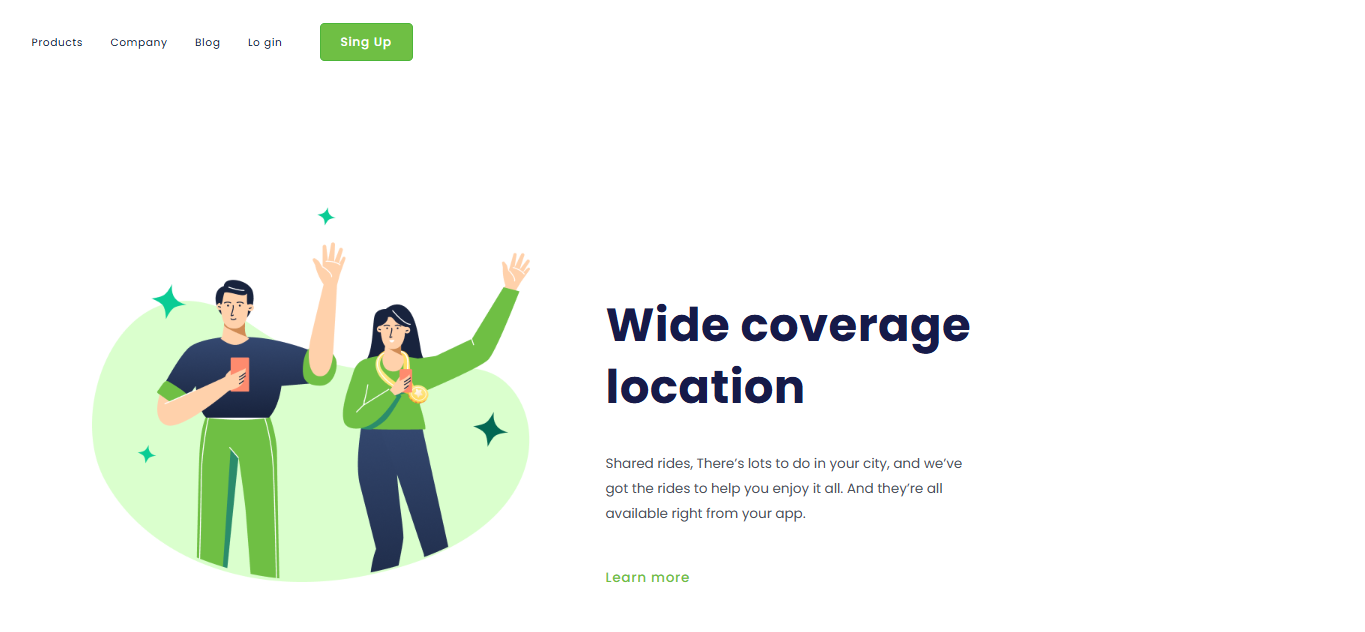 Products Company Blog Lo gin Sing Up
Wide coverage
location
Shared rides, There’s lots to do in your city, and we’ve
got the rides to help you enjoy it all. And they’re all
available right from your app.
Learn more